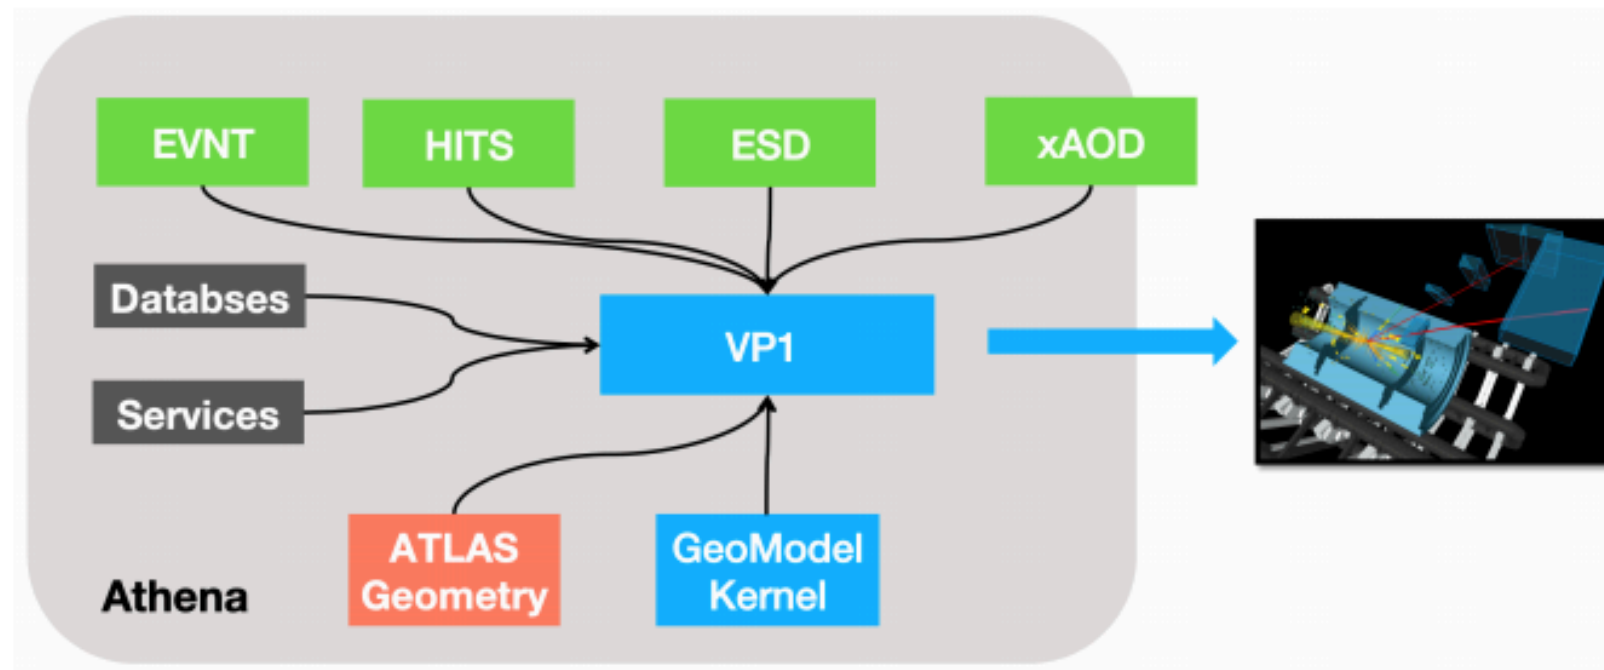 EVNT
HITS
ESD
xAOD
Databses
VP1
Services
ATLAS
Geometry
GeoModel
Kernel
Athena